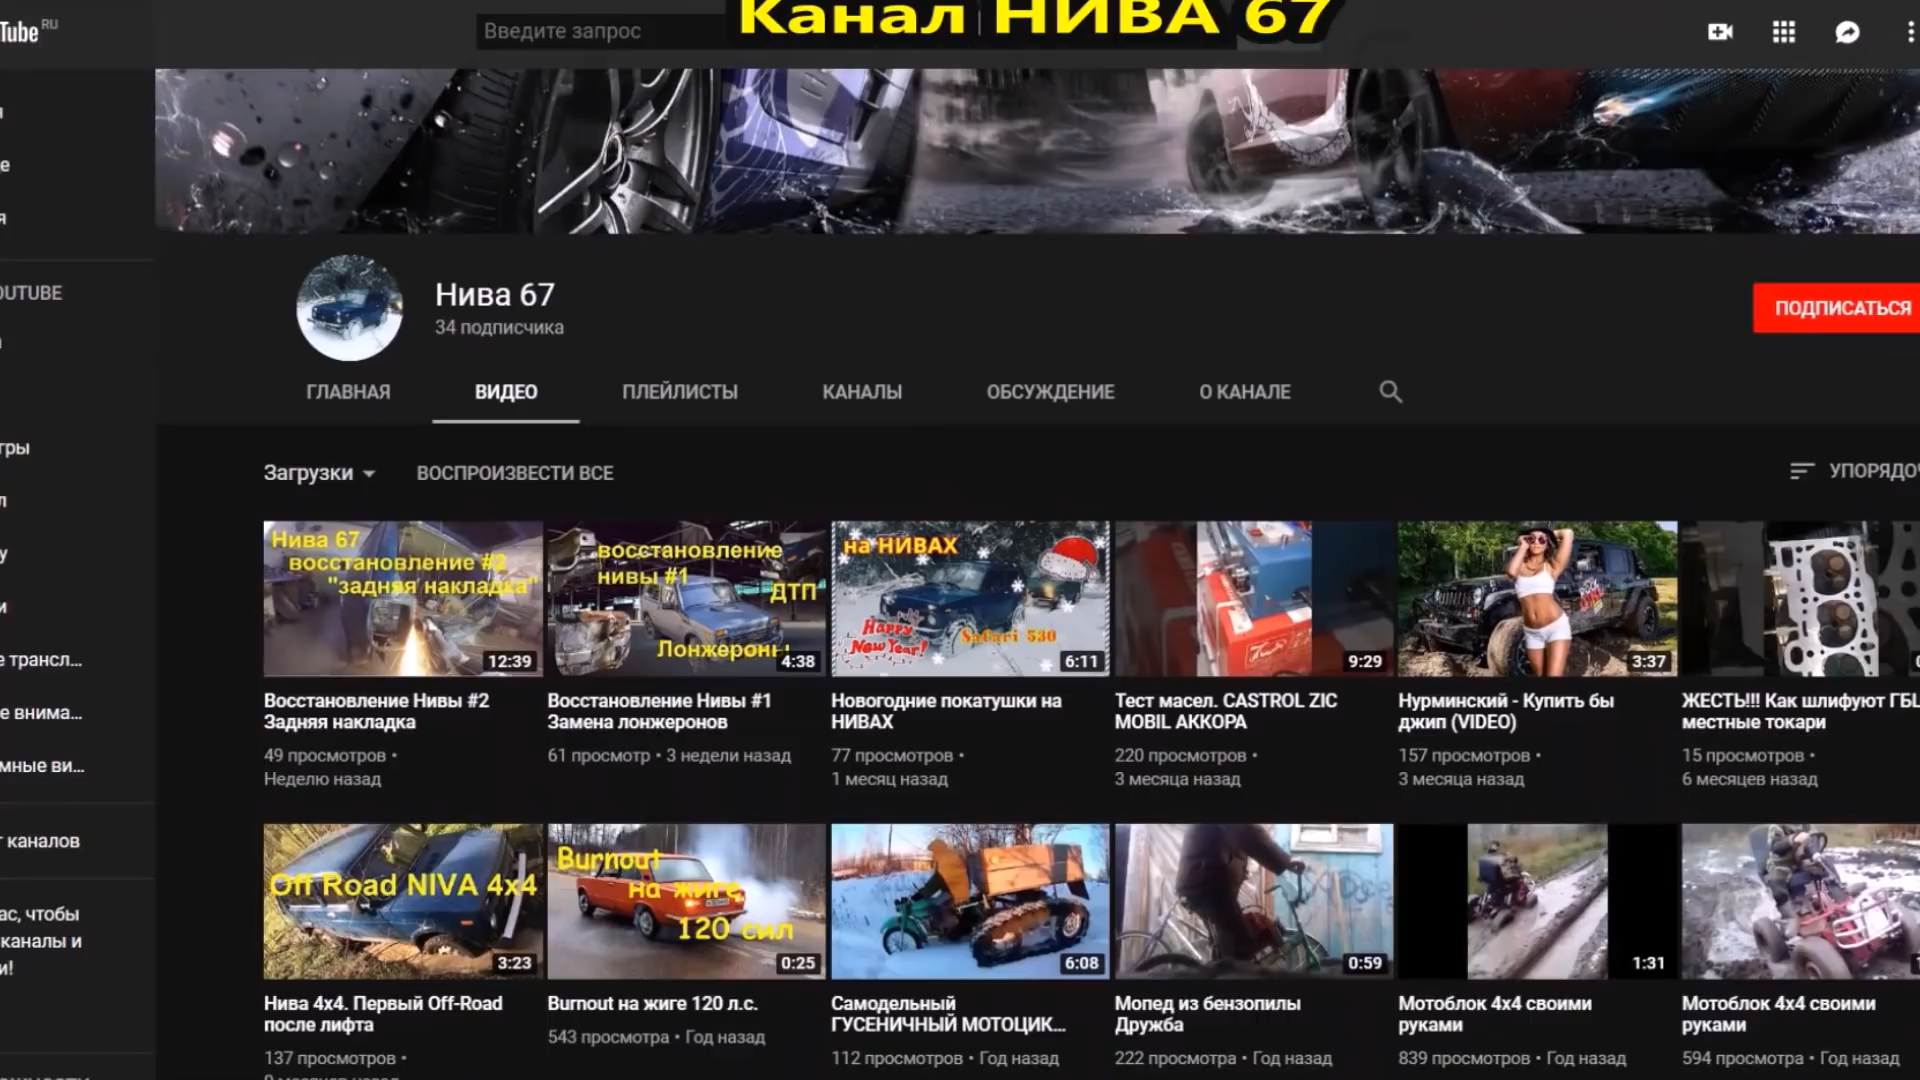 Tube RU
Введите запрос
Канал НИВА 67
Нива 67
34 подписчика
ПОДПИСАТЬСЯ
ГЛАВНАЯ
ВИДЕО
ПЛЕЙЛИСТЫ
КАНАЛЫ
ОБСУЖДЕНИЕ
О КАНАЛЕ
OUTUBE
гры
е трансл...
е внима...
мные ви...
т каналов
ас, чтобы
каналы и
и!
Загрузки
ВОСПРОИЗВЕСТИ ВСЕ
УПОРЯДОЧ
Нива 67
восстановление #2
"задняя накладка"
12:39
Восстановление Нивы #2
Задняя накладка
49 просмотров •
Неделю назад
восстановление
нивы #1
ДТП
Лонжероны
4:38
Восстановление Нивы #1
Замена лонжеронов
61 просмотр • 3 недели назад
на НИВАХ
Happy
New Year!
Safari 530
6:11
Новогодние покатушки на
НИВАХ
77 просмотров •
1 месяц назад
9:29
Тест масел. CASTROL ZIC
MOBIL АККОРА
220 просмотров •
3 месяца назад
3:37
Нурминский - Купить бы
джип (VIDEO)
157 просмотров •
3 месяца назад
ЖЕСТЬ!!! Как шлифуют ГБЦ
местные токари
15 просмотров •
6 месяцев назад
Off Road NIVA 4x4
3:23
Нива 4х4. Первый Off-Road
после лифта
137 просмотров •
Burnout
на жиге
120 сил
0:25
Burnout на жиге 120 л.с.
543 просмотра • Год назад
6:08
Самодельный
ГУСЕНИЧНЫЙ МОТОЦИК...
112 просмотров • Год назад
0:59
Мопед из бензопилы
Дружба
222 просмотра • Год назад
1:31
Мотоблок 4х4 своими
руками
839 просмотров • Год назад
Мотоблок 4х4 своими
руками
594 просмотра • Год назад